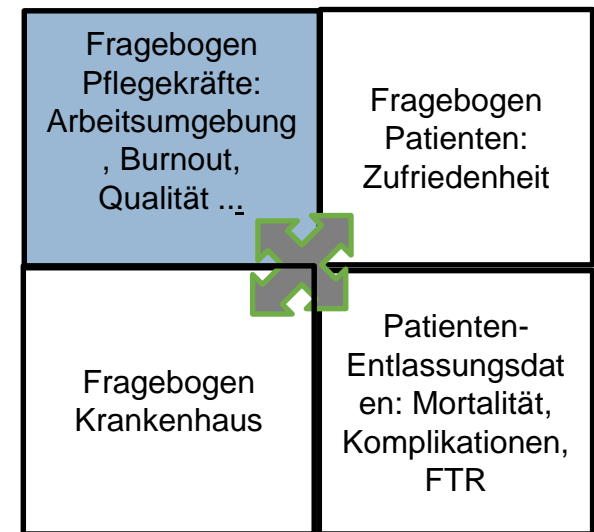 Fragebogen
Pflegekräfte:
Arbeitsumgebung
, Burnout,
Qualität ...
Fragebogen
Patienten:
Zufriedenheit
Fragebogen
Krankenhaus
Patienten-
Entlassungsdat
en: Mortalität,
Komplikationen,
FTR